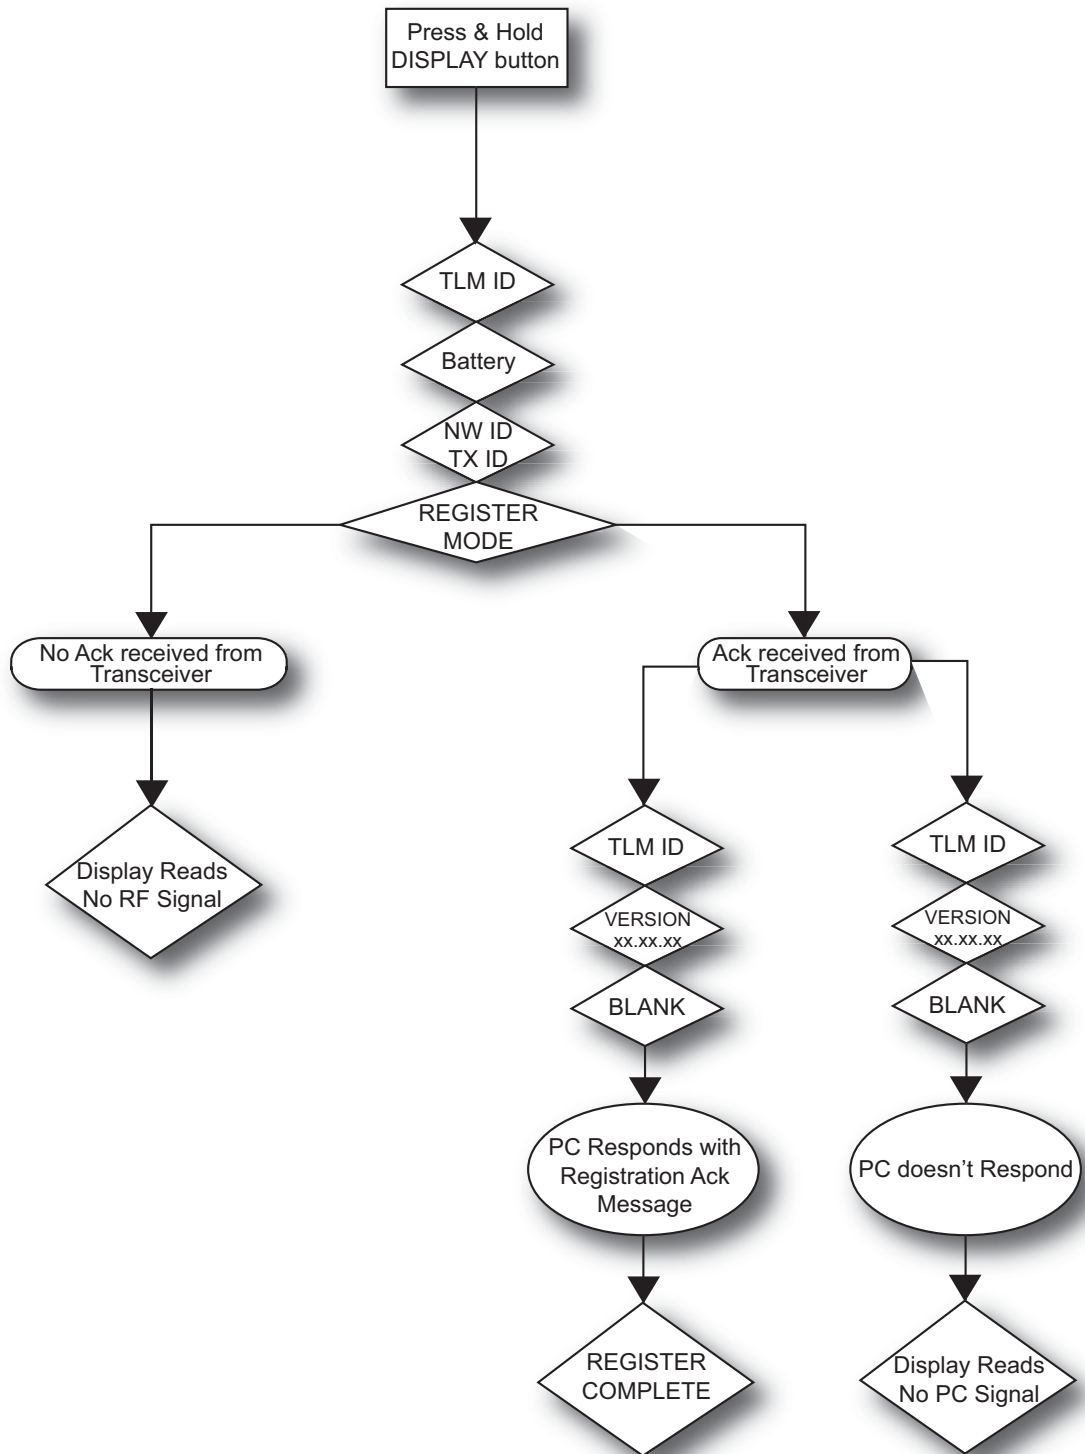 Press & Hold
DISPLAY button
TLM ID
Battery
NW ID
TX ID
REGISTER
MODE
No Ack received from
Transceiver
Display Reads
No RF Signal
Ack received from
Transceiver
TLM ID
VERSION
xx.xx.xx
BLANK
PC Responds with
Registration Ack
Message
REGISTER
COMPLETE
TLM ID
VERSION
xx.xx.xx
BLANK
PC doesn’t Respond
Display Reads
No PC Signal